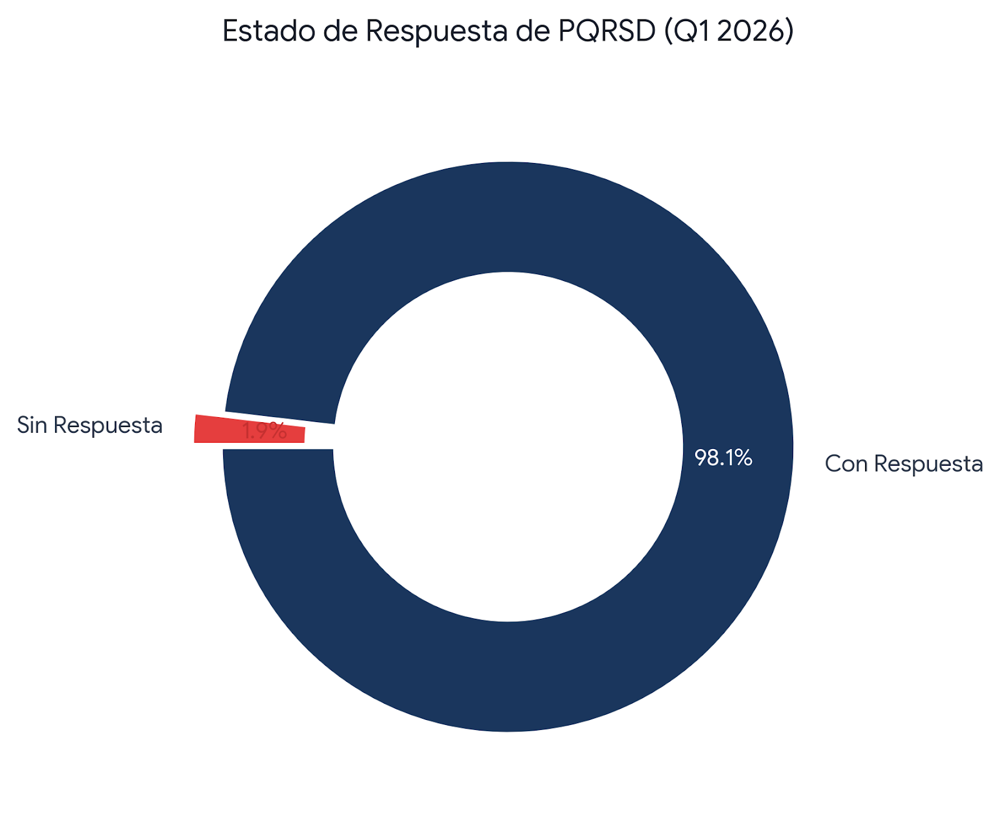 Estado de Respuesta de PQRSD (Q1 2026)
Sin Respuesta
1.9%
98.1%
Con Respuesta